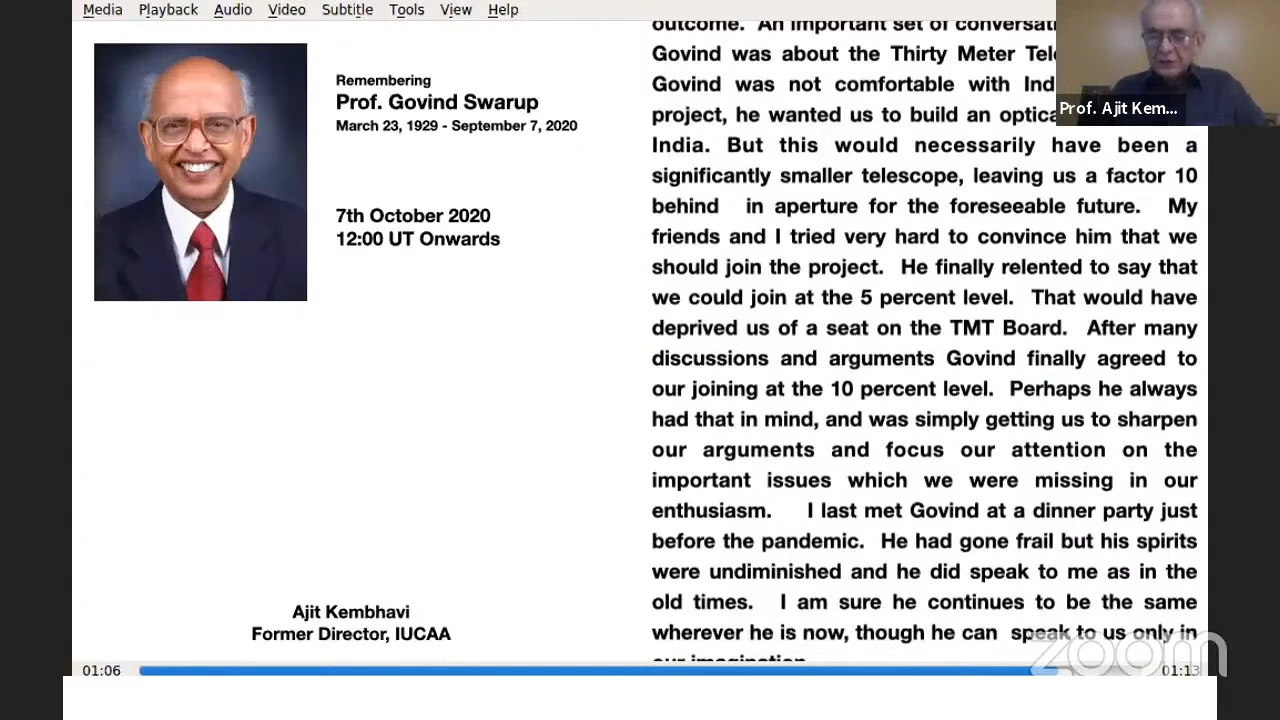 Media Playback Audio Video Subtitle Tools View Help
Remembering
Prof. Govind Swarup
March 23, 1929 - September 7, 2020
7th October 2020
12:00 UT Onwards
Ajit Kembhavi
Former Director, IUCAA
outcome. An important set of conversati
Govind was about the Thirty Meter Tele
Govind was not comfortable with Ind
project, he wanted us to build an optica
India. But this would necessarily have been a
significantly smaller telescope, leaving us a factor 10
behind in aperture for the foreseeable future. My
friends and I tried very hard to convince him that we
should join the project. He finally relented to say that
we could join at the 5 percent level. That would have
deprived us of a seat on the TMT Board. After many
discussions and arguments Govind finally agreed to
our joining at the 10 percent level. Perhaps he always
had that in mind, and was simply getting us to sharpen
our arguments and focus our attention on the
important issues which we were missing in our
enthusiasm. I last met Govind at a dinner party just
before the pandemic. He had gone frail but his spirits
were undiminished and he did speak to me as in the
old times. I am sure he continues to be the same
wherever he is now, though he can speak to us only in
our imagination
Prof. Ajit Kem...
01:06
01:13
zoom